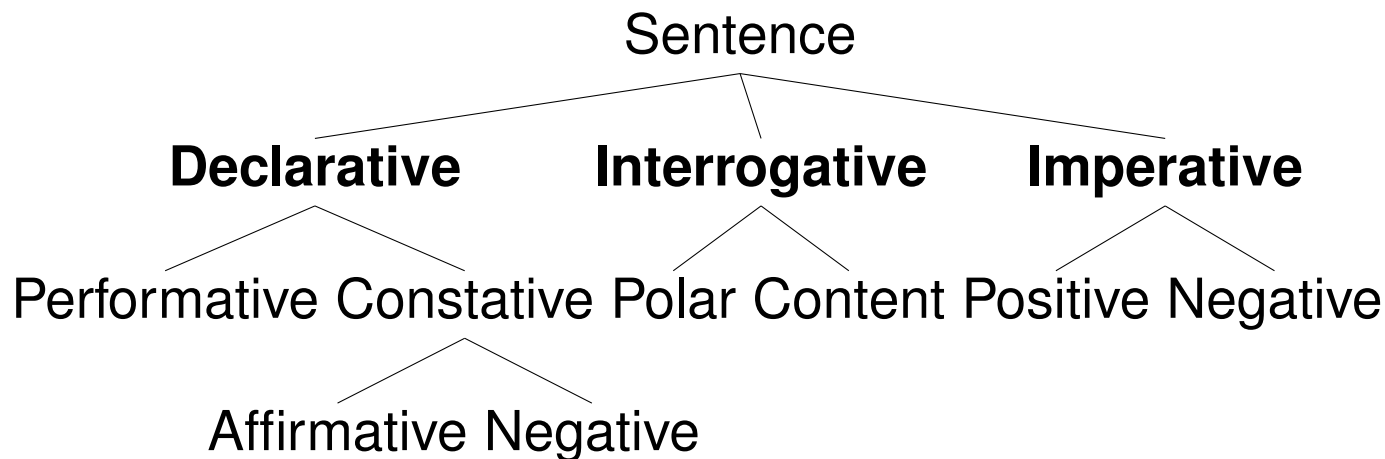 Sentence
Declarative Interrogative Imperative
Performative Constative Polar Content Positive Negative
Affirmative Negative